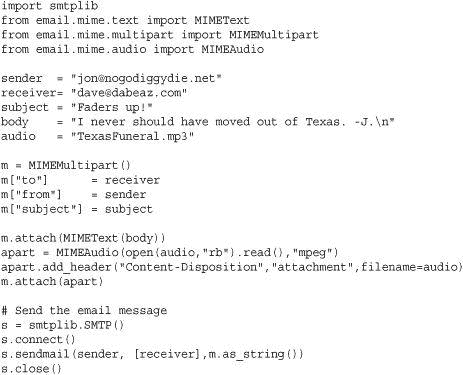 import smtplib
from email.mime.text import MIMEText
from email.mime.multipart import MIMEMultipart
from email.mime.audio import MIMEAudio

sender  = "jon@nogodiggydie.net"
receiver= "dave@dabeaz.com"
subject = "Faders up!"
body    = "I never should have moved out of Texas. -J.\n"
audio   = "TexasFuneral.mp3"

m = MIMEMultipart()
m["to"]      = receiver
m["from"]    = sender
m["subject"] = subject

m.attach(MIMEText(body))
apart = MIMEAudio(open(audio,"rb").read(),"mpeg")
apart.add_header("Content-Disposition","attachment",filename=audio)
m.attach(apart)

# Send the email message
s = smtplib.SMTP()
s.connect()
s.sendmail(sender, [receiver],m.as_string())
s.close()